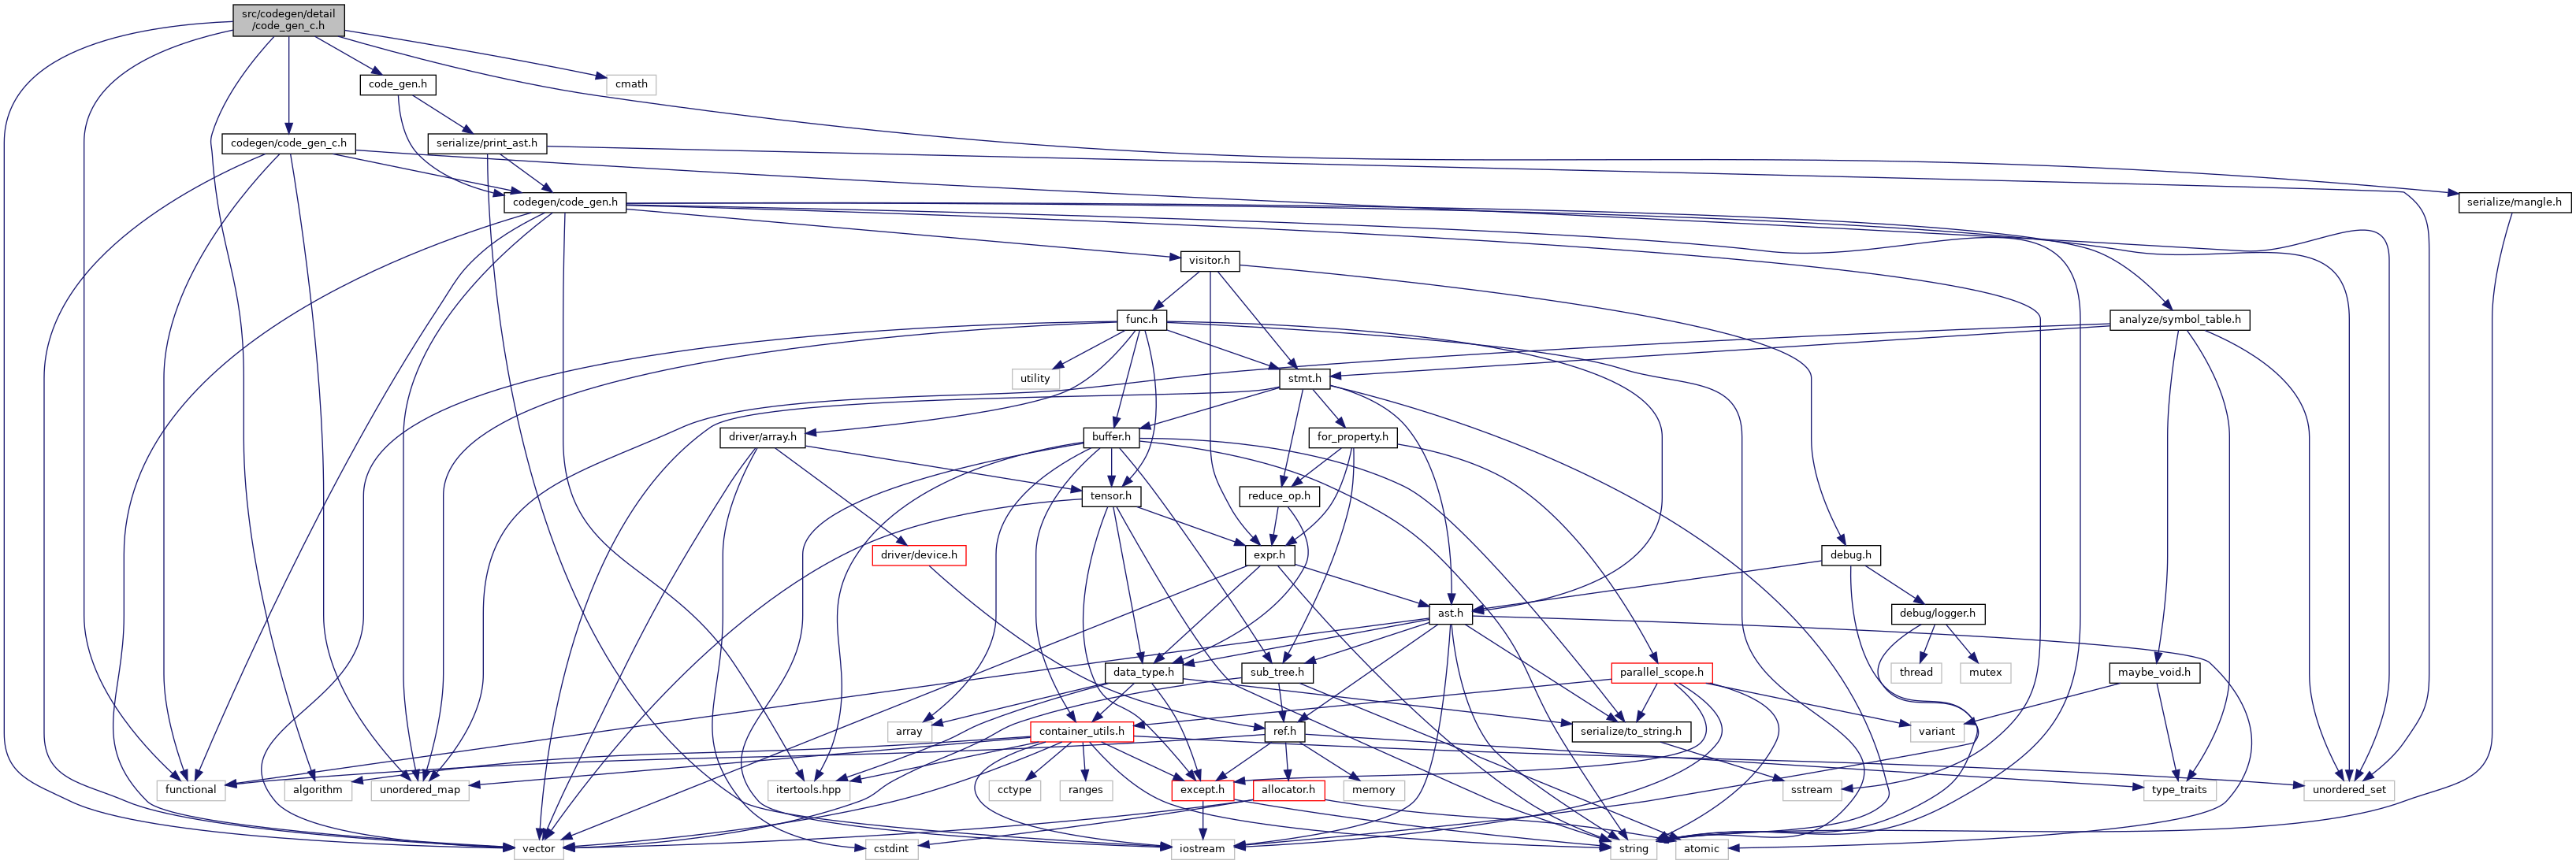 src/codegen/detail
/code_gen_c.h
code_gen.h
cmath
codegen/code_gen_c.h
serialize/print_ast.h
codegen/code_gen.h
serialize/mangle.h
visitor.h
func.h
analyze/symbol_table.h
utility
stmt.h
driver/array.h
buffer.h
for_property.h
tensor.h
reduce_op.h
driver/device.h
expr.h
debug.h
ast.h
debug/logger.h
data_type.h
sub_tree.h
parallel_scope.h
thread
mutex
maybe_void.h
array
container_utils.h
ref.h
serialize/to_string.h
variant
functional
algorithm
unordered_map
itertools.hpp
cctype
ranges
except.h
allocator.h
memory
sstream
type_traits
unordered_set
vector
cstdint
iostream
string
atomic